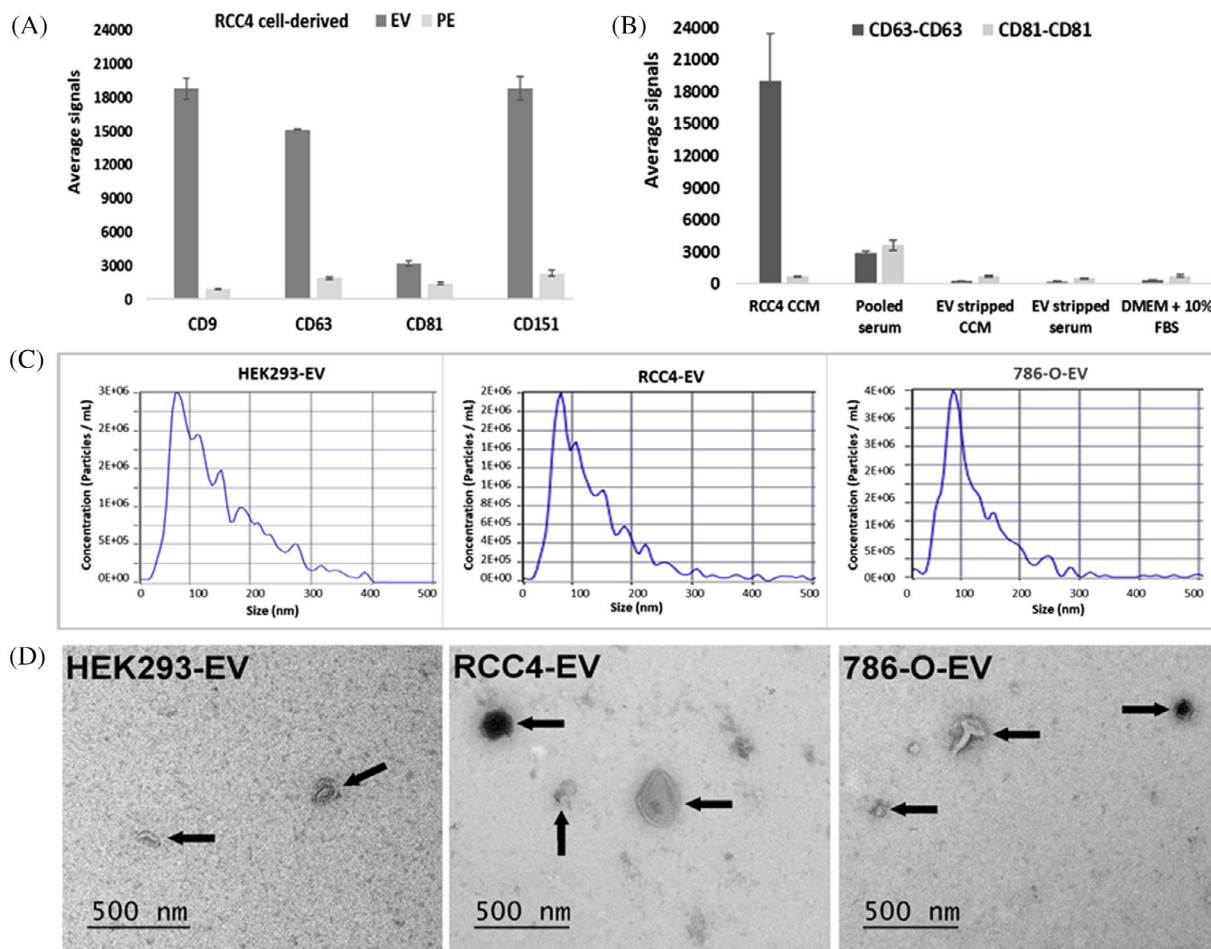 (A)
RCC4 cell-derived EV PE
Average signals
24000
21000
18000
15000
12000
9000
6000
3000
0
CD9 CD63 CD81 CD151
(B)
CD63-CD63 CD81-CD81
Average signals
24000
21000
18000
15000
12000
9000
6000
3000
0
RCC4 CCM Pooled EV stripped EV stripped DMEM + 10%
serum CCM serum FBS
(C)
HEK293-EV
Concentration (Particles / mL)
3E+06
2E+06
2E+06
1E+06
5E+05
0E+00
0 100 200 300 400 500
Size (nm)
RCC4-EV
Concentration (Particles / mL)
2E+06
2E+06
1E+06
1E+06
1E+06
8E+05
6E+05
4E+05
2E+05
0E+00
0 100 200 300 400 500
Size (nm)
786-O-EV
Concentration (Particles / mL)
4E+06
3E+06
3E+06
2E+06
2E+06
1E+06
5E+05
0E+00
0 100 200 300 400 500
Size (nm)
(D)
HEK293-EV
500 nm
RCC4-EV
500 nm
786-O-EV
500 nm